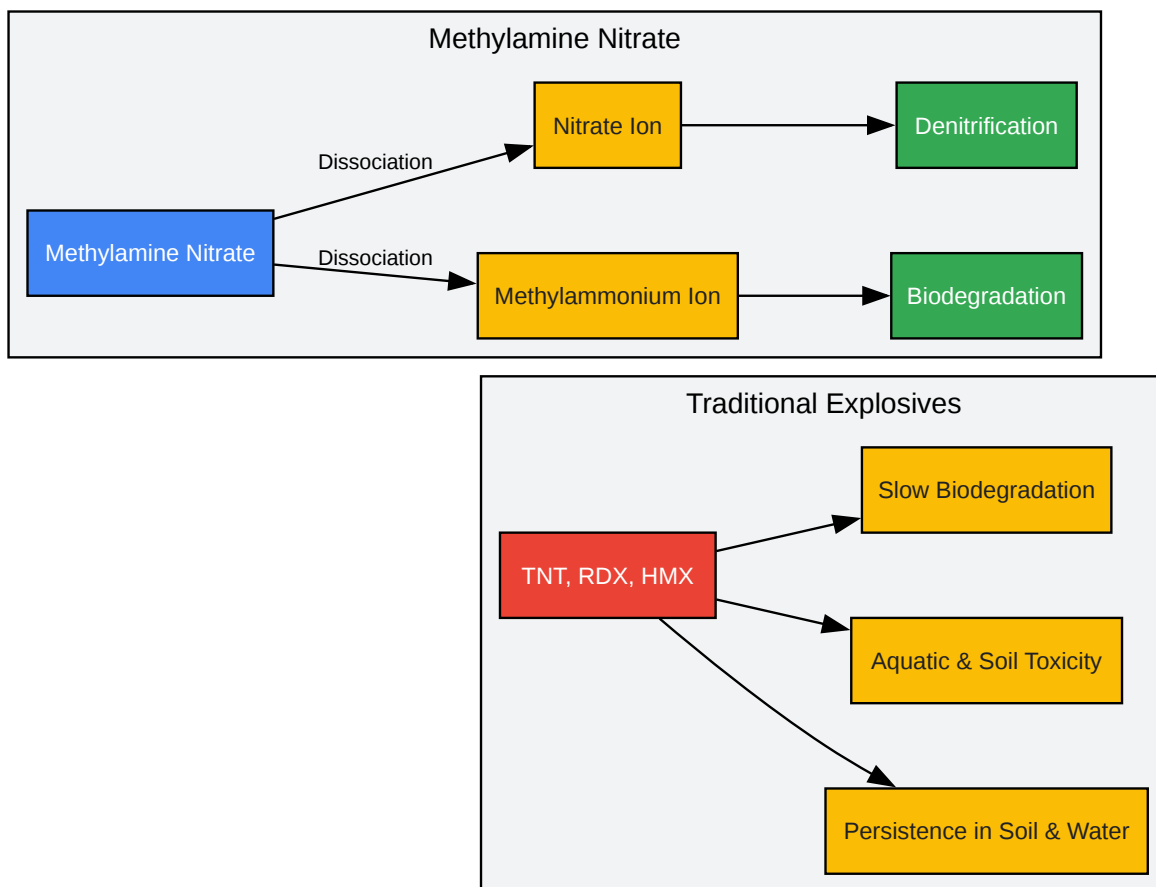 Methylamine Nitrate
Nitrate Ion
Denitrification
Dissociation
Methylamine Nitrate
Dissociation
Methylammonium Ion
Biodegradation
Traditional Explosives
Slow Biodegradation
TNT, RDX, HMX
Aquatic & Soil Toxicity
Persistence in Soil & Water